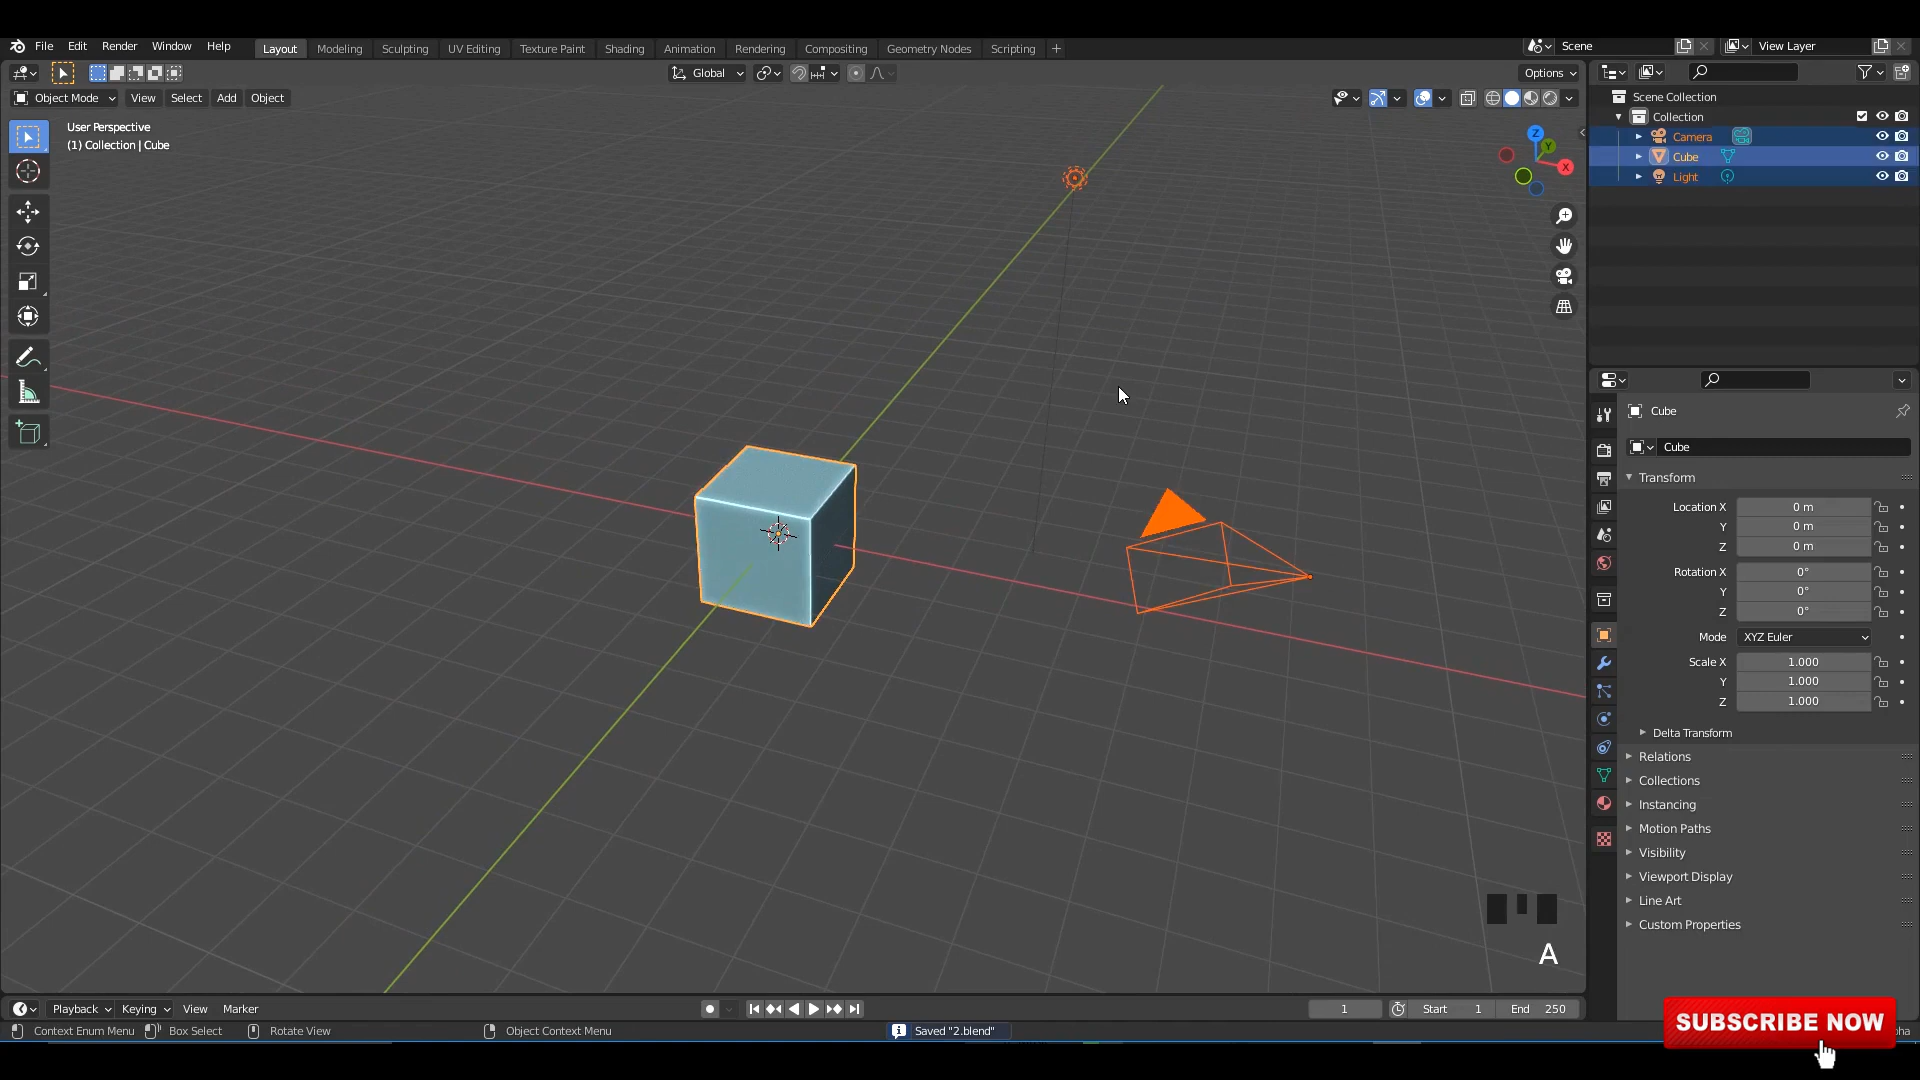 File Edit Render Window Help Layout Modeling Sculpting UV Editing Texture Paint Shading Animation Rendering Compositing Geometry Nodes Scripting + Scene View Layer
Global Options
Object Mode View Select Add Object
User Perspective
(1) Collection | Cube
Z
Y
X
Scene Collection
Collection
Camera
Cube
Light
Cube
Cube
Transform
Location X 0 m
Y 0 m
Z 0 m
Rotation X 0°
Y 0°
Z 0°
Mode XYZ Euler
Scale X 1.000
Y 1.000
Z 1.000
Delta Transform
Relations
Collections
Instancing
Motion Paths
Visibility
Viewport Display
Line Art
Custom Properties
A
Playback Keying View Marker 1 Start 1 End 250
Context Enum Menu Box Select Rotate View Object Context Menu Saved "2.blend"
SUBSCRIBE NOW